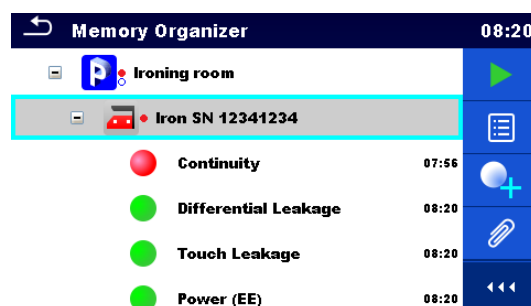 Memory Organizer 08:20
P Ironing room
Iron SN 12341234
Continuity 07:56
Differential Leakage 08:20
Touch Leakage 08:20
Power (EE) 08:20